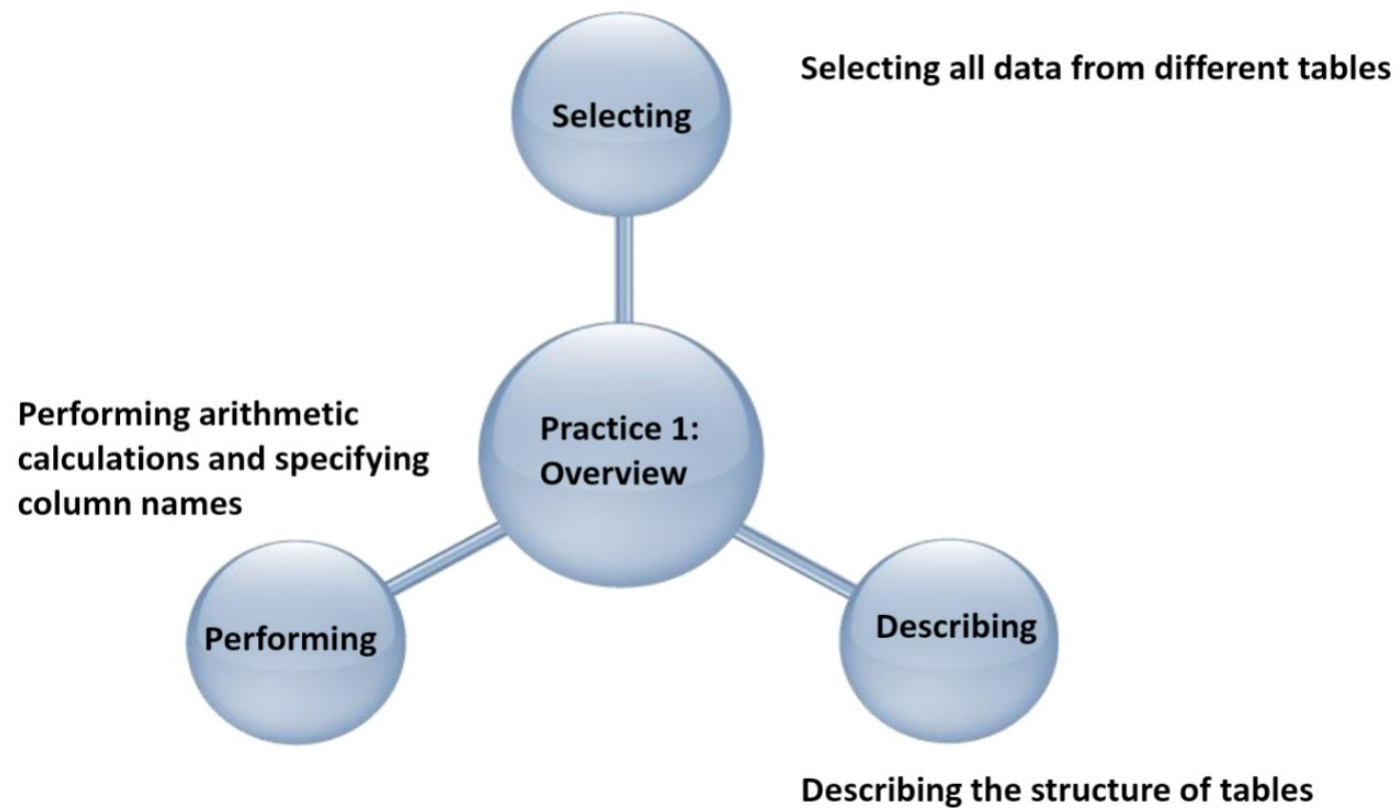 Selecting all data from different tables
Selecting
Practice 1:
Overview
Performing arithmetic
calculations and specifying
column names
Performing
Describing
Describing the structure of tables